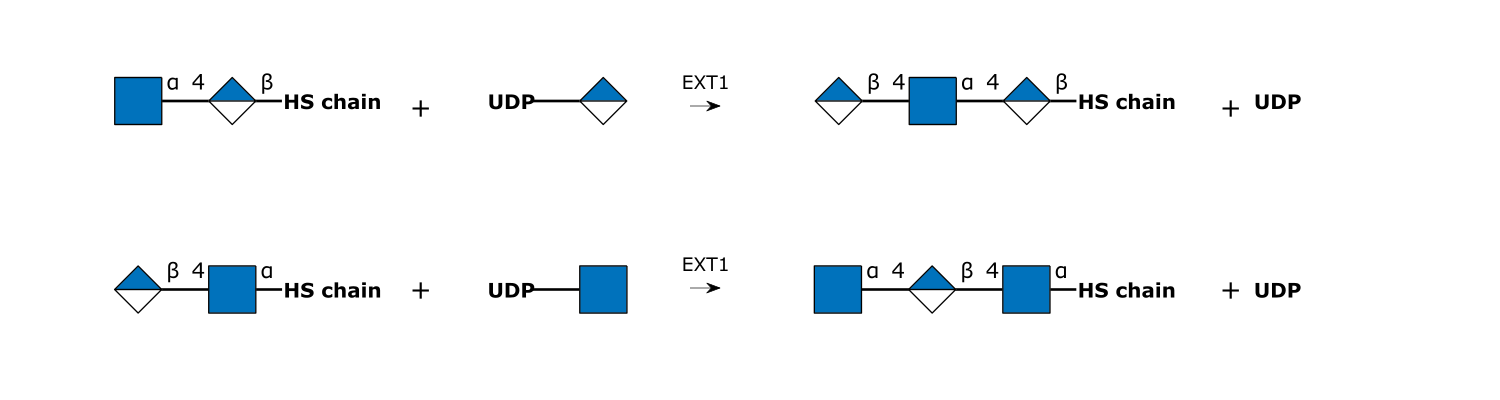 α 4 β HS chain + UDP EXT1 β 4 α 4 β HS chain + UDP
β 4 α HS chain + UDP EXT1 α 4 β 4 α HS chain + UDP